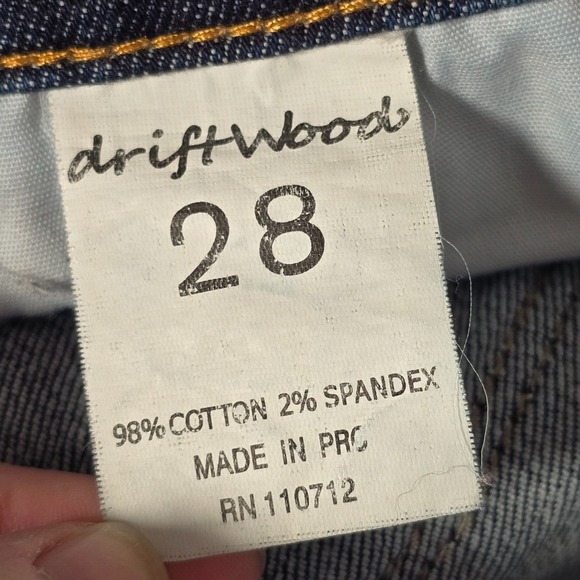 driftWood
28
98% COTTON 2% SPANDEX
MADE IN PRC
RN 110712